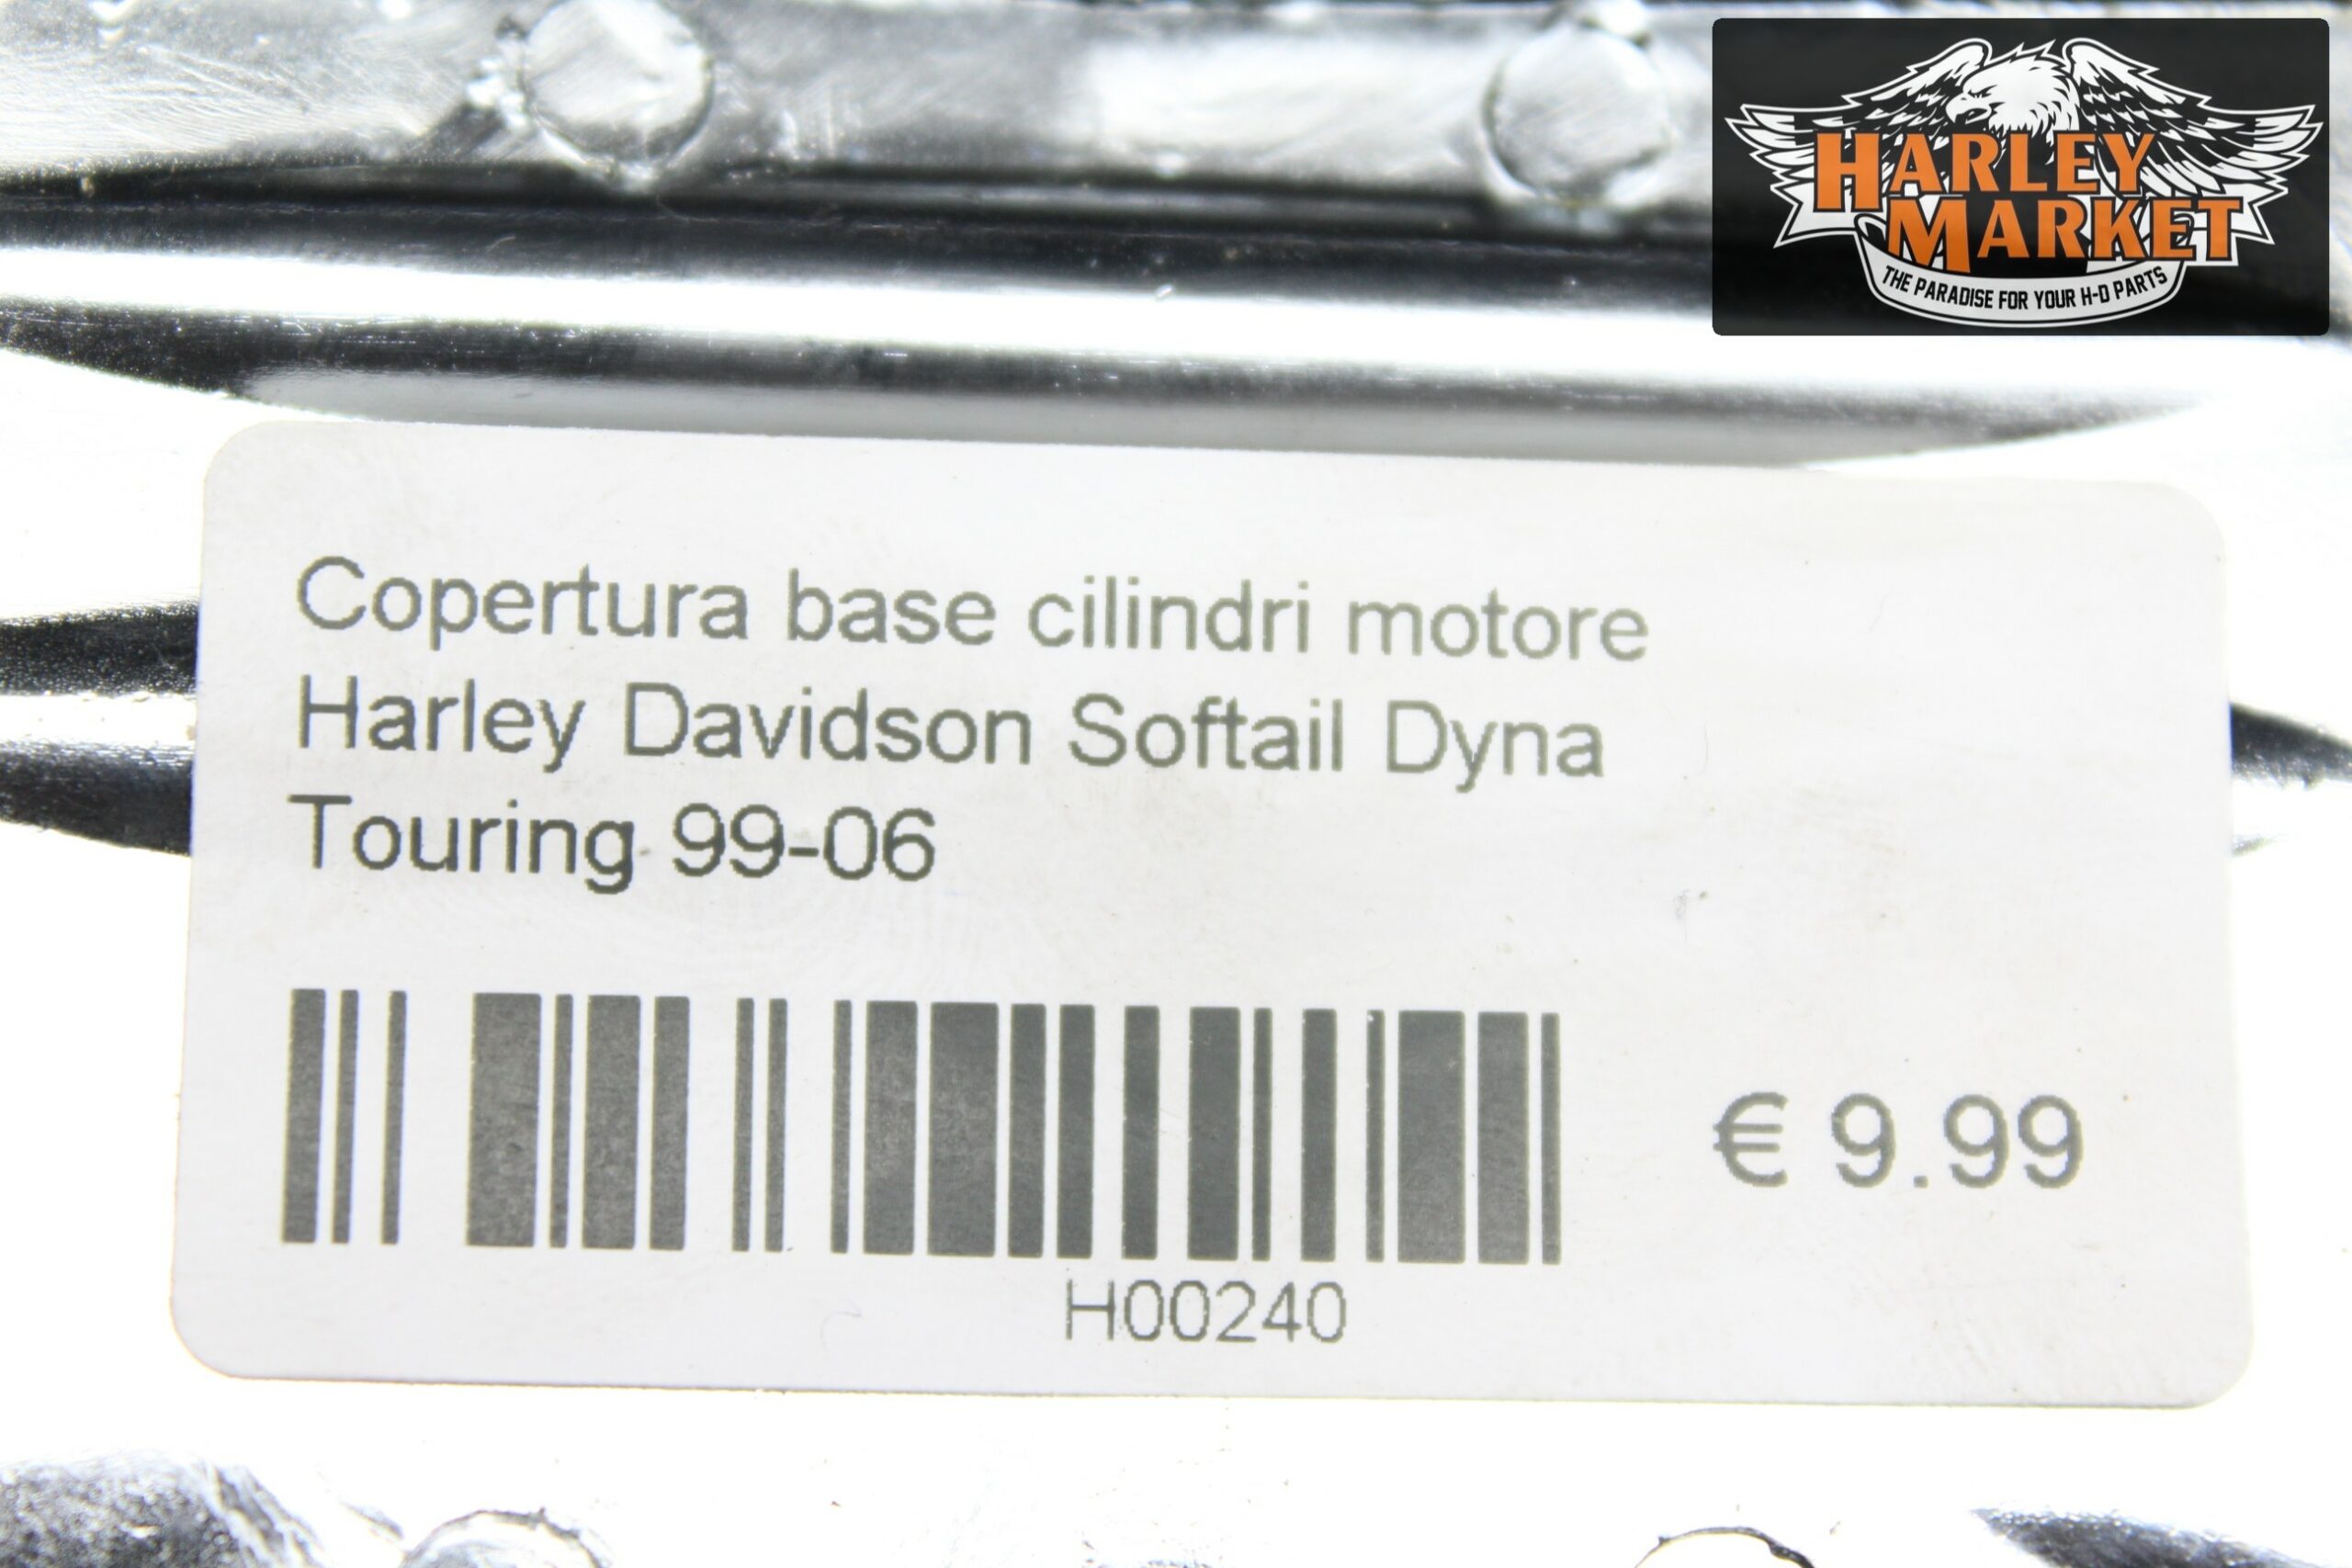 HARLEY
MARKET
THE PARADISE FOR YOUR H-D PARTS
Copertura base cilindri motore
Harley Davidson Softail Dyna
Touring 99-06
€ 9.99
H00240